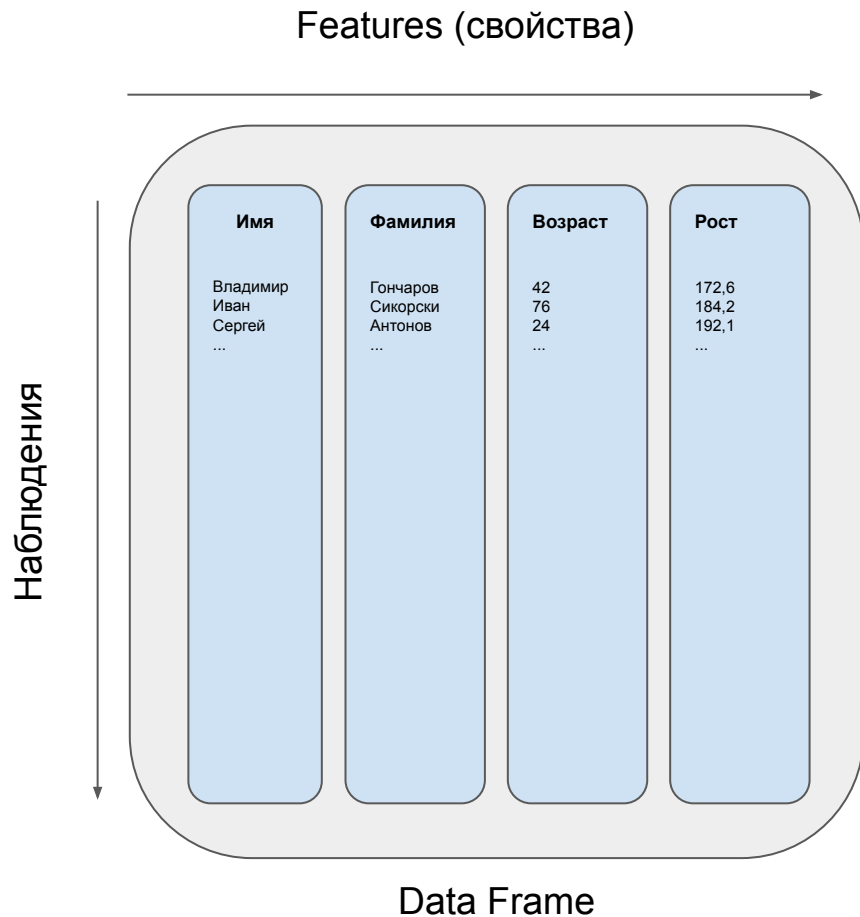 Features (свойства)
Имя Фамилия Возраст Рост
Владимир Гончаров 42 172,6
Иван Сикорски 76 184,2
Сергей Антонов 24 192,1
... ... ... ...
Наблюдения
Data Frame